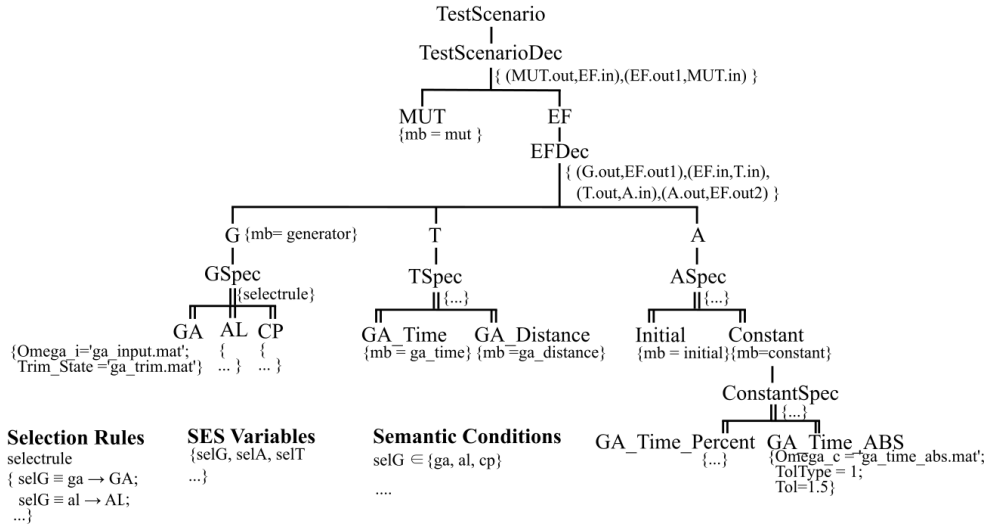 TestScenario
TestScenarioDec
{ (MUT.out,EF.in),(EF.out1,MUT.in) }
MUT
{mb = mut }
EF
EFDec
{ (G.out,EF.out1),(EF.in,T.in),
(T.out,A.in),(A.out,EF.out2) }
G {mb= generator}
T
A
GSpec
{selectrule}
TSpec
{...}
ASpec
{...}
GA
AL
CP
{Omega_i='ga_input.mat';
Trim_State ='ga_trim.mat'}
{
... }
{
... }
GA_Time
{mb = ga_time}
GA_Distance
{mb =ga_distance}
Initial
{mb = initial}
Constant
{mb=constant}
ConstantSpec
{...}
GA_Time_Percent
{...}
GA_Time_ABS
{Omega_c = 'ga_time_abs.mat';
TolType = 1;
Tol=1.5}
Selection Rules
selectrule
{ selG ≡ ga → GA;
selG ≡ al → AL;
...}
SES Variables
{selG, selA, selT
...}
Semantic Conditions
selG ∈ {ga, al, cp}
....